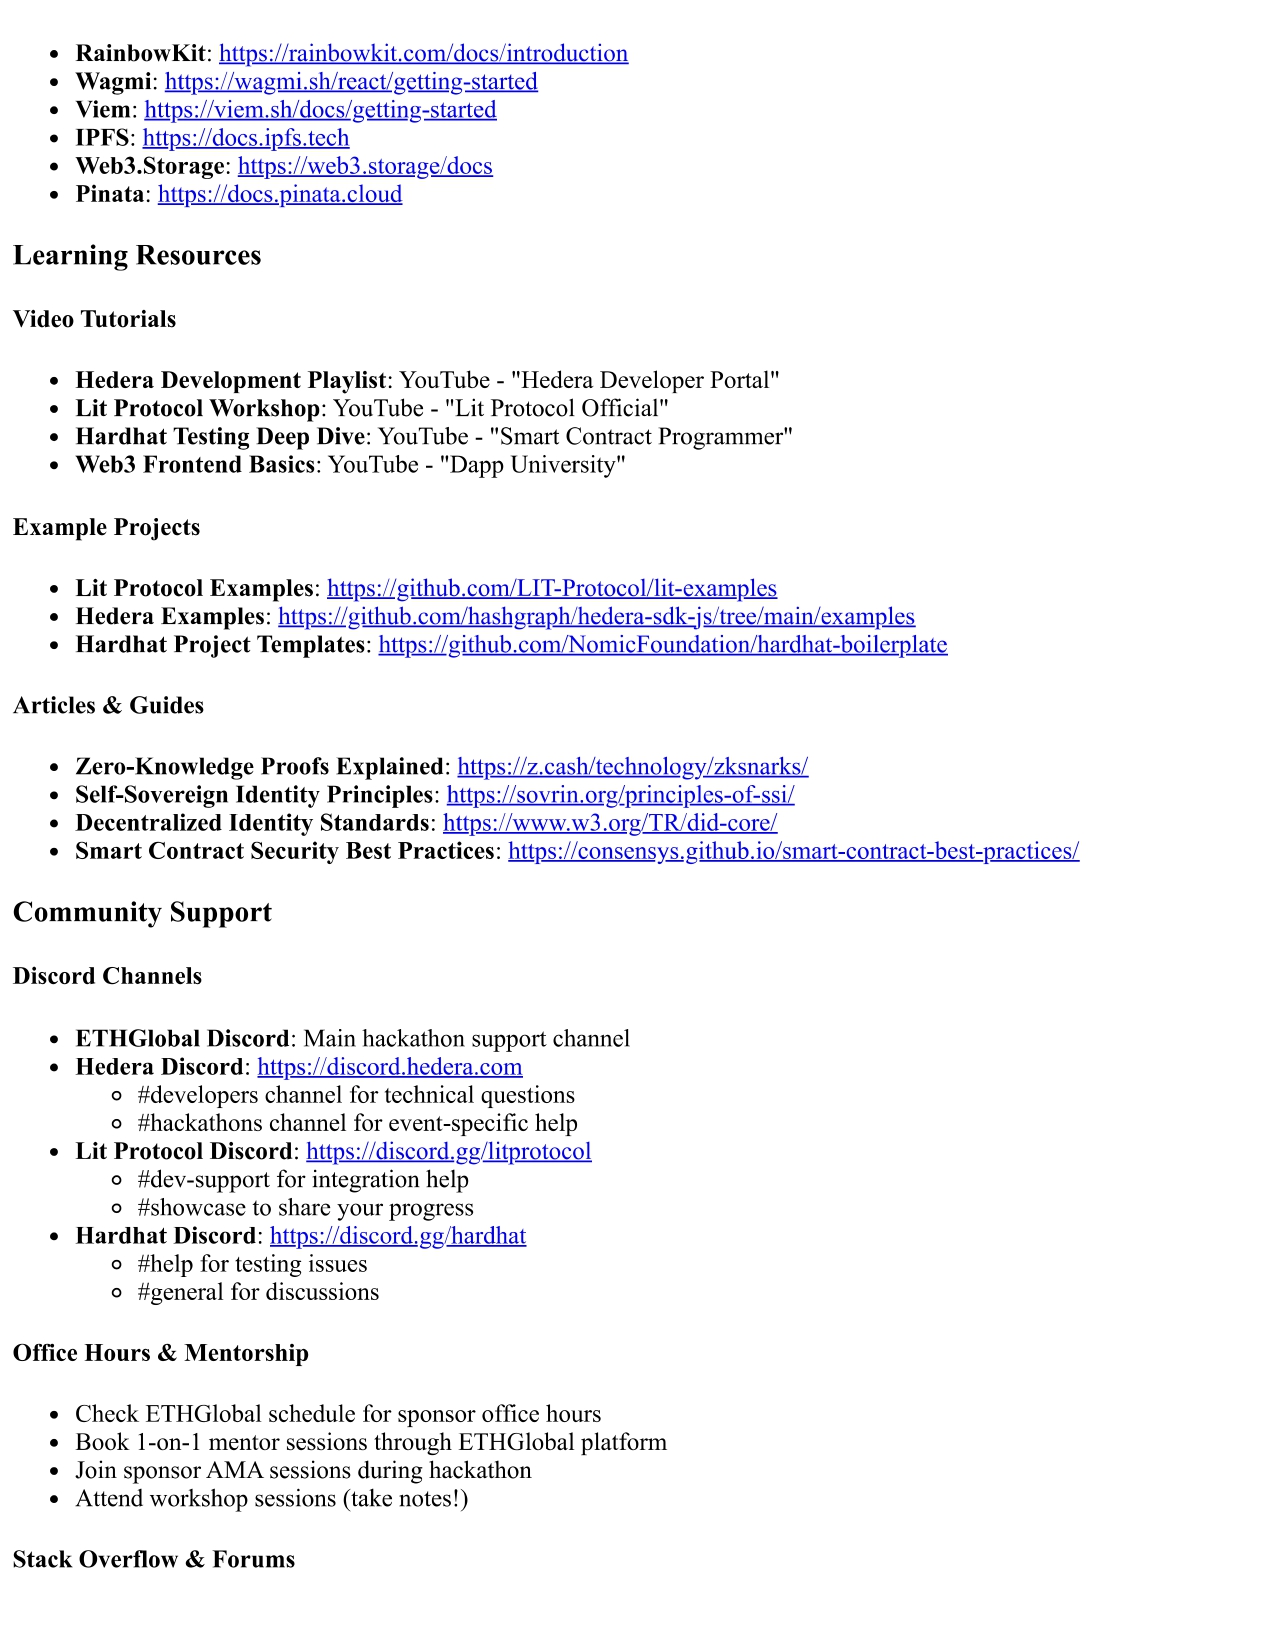 RainbowKit: https://rainbowkit.com/docs/introduction
Wagmi: https://wagmi.sh/react/getting-started
Viem: https://viem.sh/docs/getting-started
IPFS: https://docs.ipfs.tech
Web3.Storage: https://web3.storage/docs
Pinata: https://docs.pinata.cloud
Learning Resources
Video Tutorials
Hedera Development Playlist: YouTube - "Hedera Developer Portal"
Lit Protocol Workshop: YouTube - "Lit Protocol Official"
Hardhat Testing Deep Dive: YouTube - "Smart Contract Programmer"
Web3 Frontend Basics: YouTube - "Dapp University"
Example Projects
Lit Protocol Examples: https://github.com/LIT-Protocol/lit-examples
Hedera Examples: https://github.com/hashgraph/hedera-sdk-js/tree/main/examples
Hardhat Project Templates: https://github.com/NomicFoundation/hardhat-boilerplate
Articles & Guides
Zero-Knowledge Proofs Explained: https://z.cash/technology/zksnarks/
Self-Sovereign Identity Principles: https://sovrin.org/principles-of-ssi/
Decentralized Identity Standards: https://www.w3.org/TR/did-core/
Smart Contract Security Best Practices: https://consensys.github.io/smart-contract-best-practices/
Community Support
Discord Channels
ETHGlobal Discord: Main hackathon support channel
Hedera Discord: https://discord.hedera.com
#developers channel for technical questions
#hackathons channel for event-specific help
Lit Protocol Discord: https://discord.gg/litprotocol
#dev-support for integration help
#showcase to share your progress
Hardhat Discord: https://discord.gg/hardhat
#help for testing issues
#general for discussions
Office Hours & Mentorship
Check ETHGlobal schedule for sponsor office hours
Book 1-on-1 mentor sessions through ETHGlobal platform
Join sponsor AMA sessions during hackathon
Attend workshop sessions (take notes!)
Stack Overflow & Forums